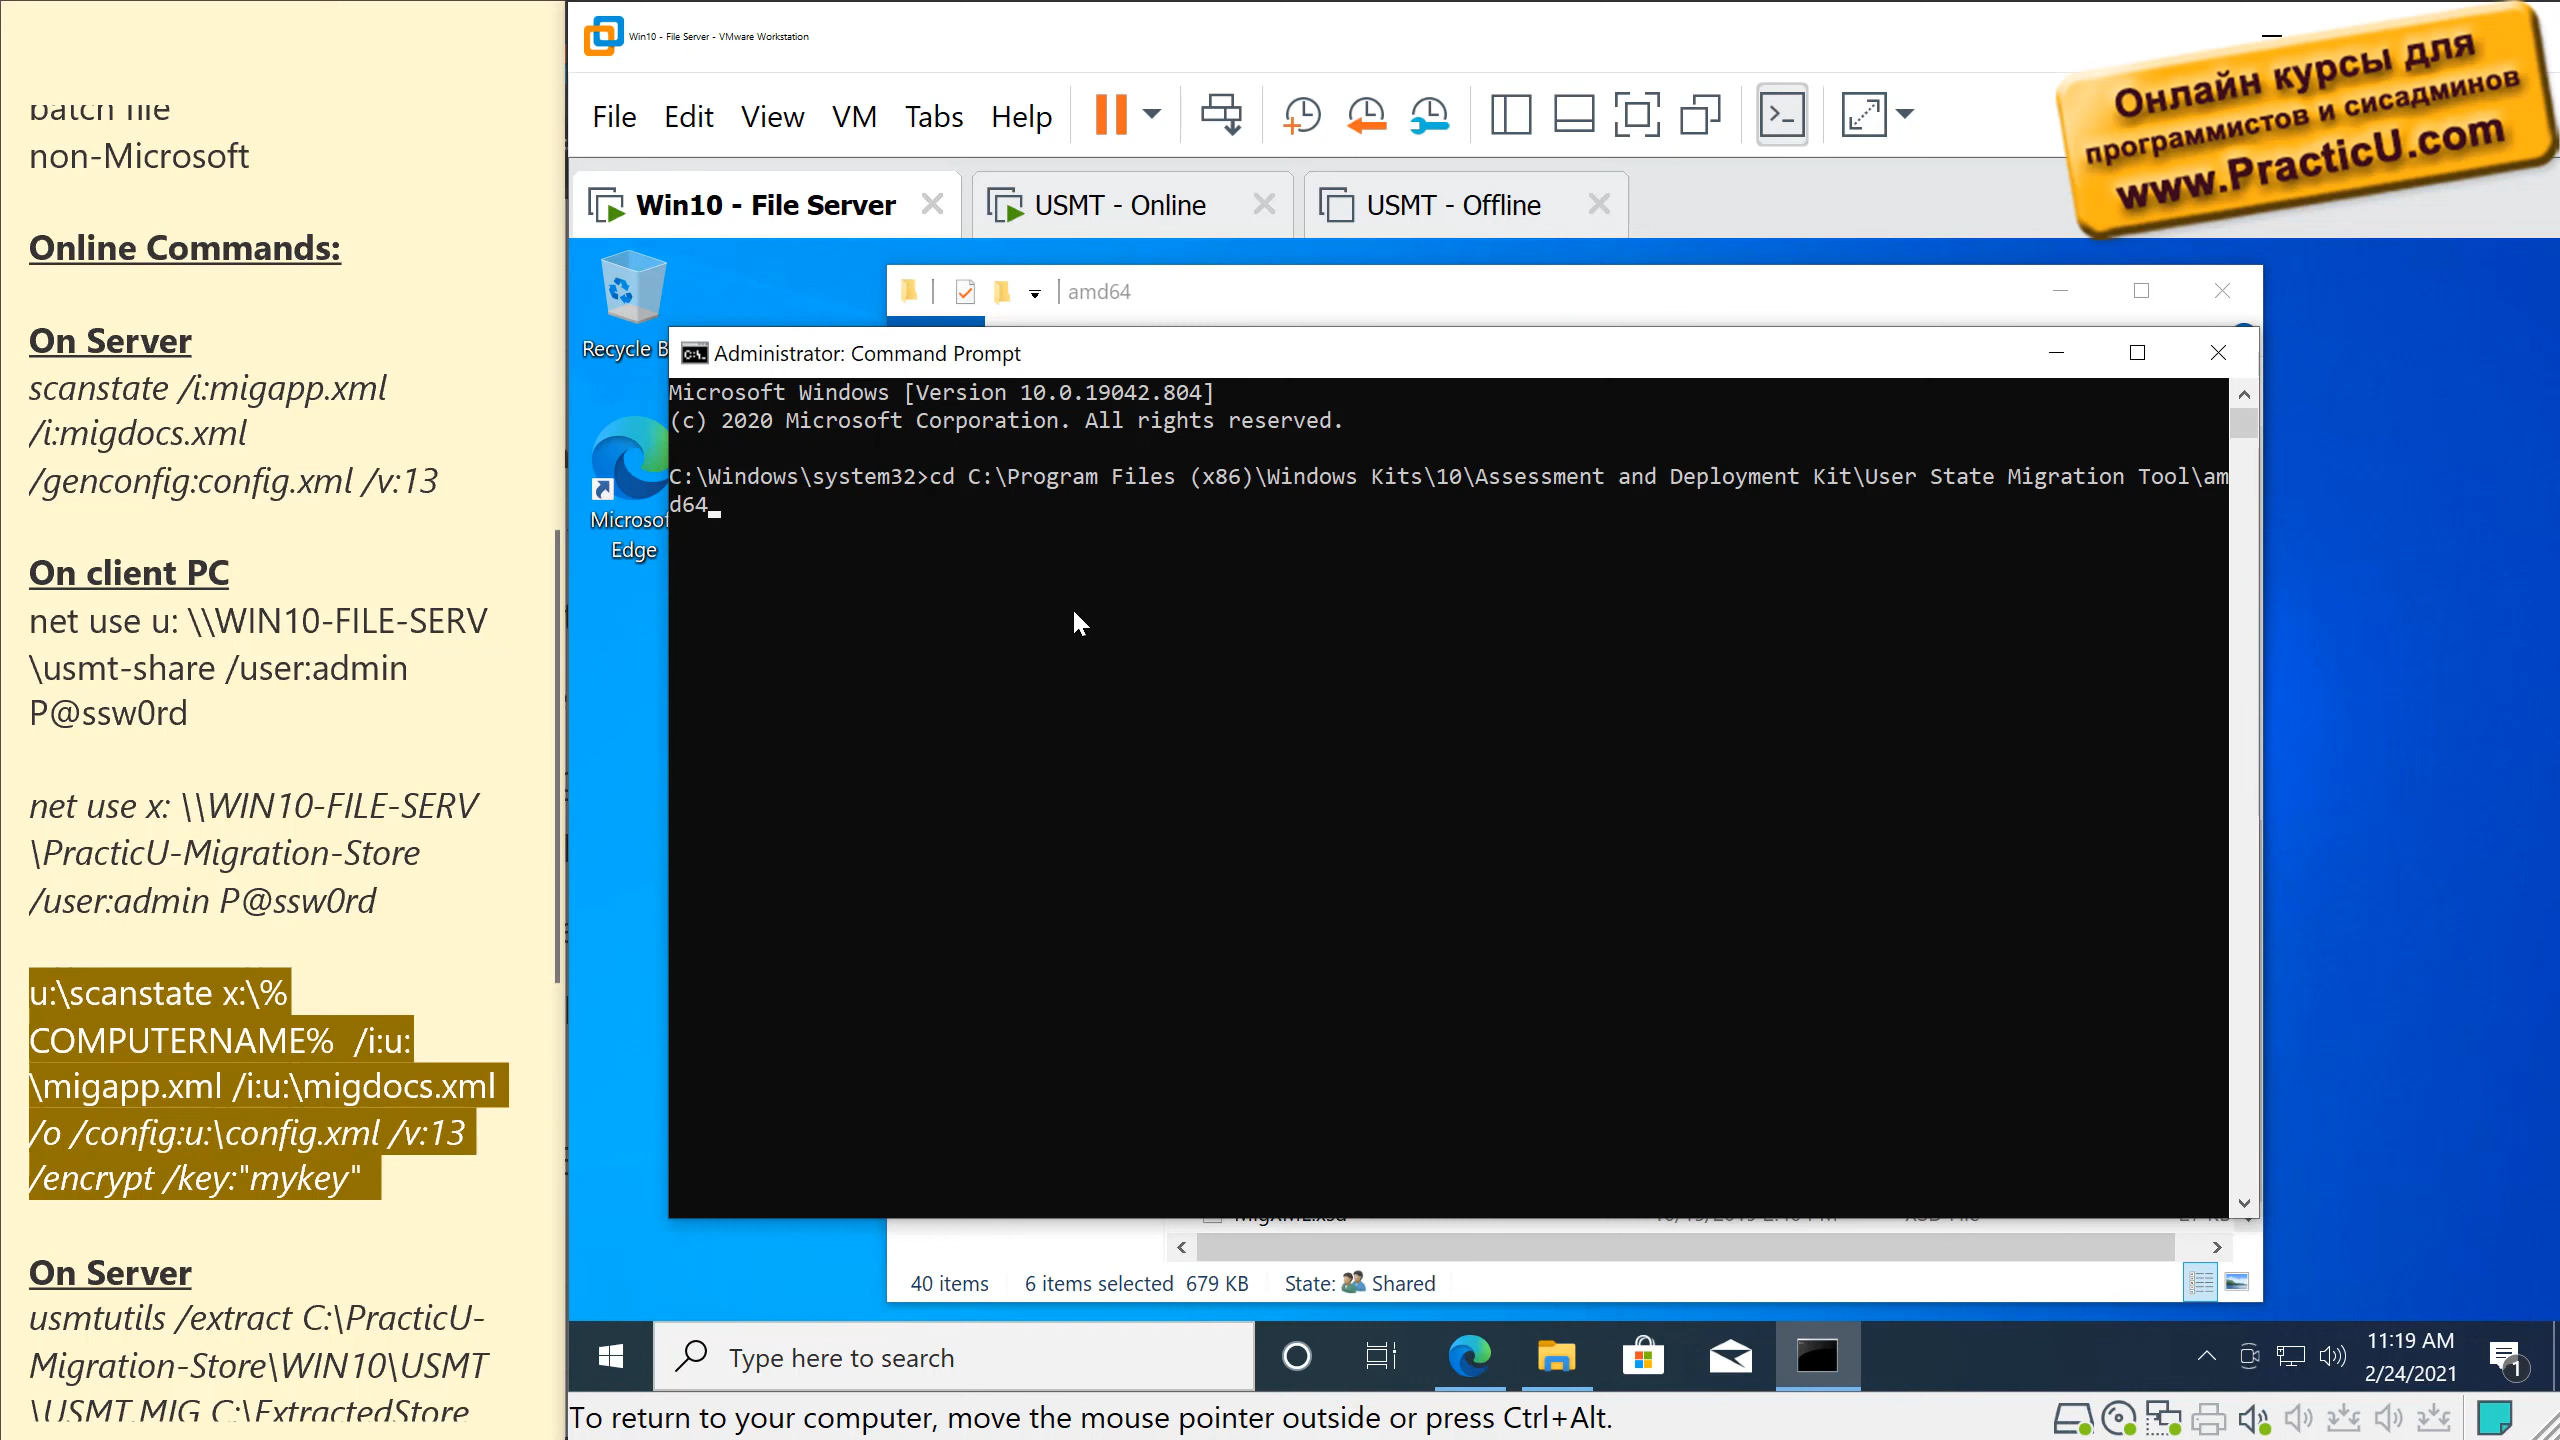 batch file
non-Microsoft
Online Commands:
On Server
scanstate /i:migapp.xml
/i:migdocs.xml
/genconfig:config.xml /v:13
On client PC
net use u: \\WIN10-FILE-SERV
\usmt-share /user:admin
P@ssw0rd
net use x: \\WIN10-FILE-SERV
\PracticU-Migration-Store
/user:admin P@ssw0rd
u:\scanstate x:\%
COMPUTERNAME%  /i:u:
\migapp.xml /i:u:\migdocs.xml
/o /config:u:\config.xml /v:13
/encrypt /key:"mykey"
On Server
usmtutils /extract C:\PracticU-
Migration-Store\WIN10\USMT
\USMT.MIG C:\ExtractedStore
Win10 - File Server - VMware Workstation
File Edit View VM Tabs Help
Онлайн курсы для
программистов и сисадминов
www.PracticU.com
Win10 - File Server
USMT - Online
USMT - Offline
amd64
Recycle B
Microsof
Edge
Administrator: Command Prompt
Microsoft Windows [Version 10.0.19042.804]
(c) 2020 Microsoft Corporation. All rights reserved.
C:\Windows\system32>cd C:\Program Files (x86)\Windows Kits\10\Assessment and Deployment Kit\User State Migration Tool\am
d64
40 items 6 items selected 679 KB State: Shared
Type here to search
11:19 AM
2/24/2021
1
To return to your computer, move the mouse pointer outside or press Ctrl+Alt.